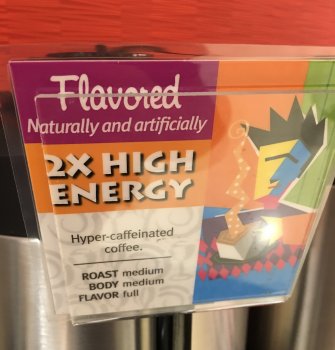 Flavored
Naturally and artificially
2X HIGH
ENERGY
Hyper-caffeinated
coffee.
ROAST medium
BODY medium
FLAVOR full